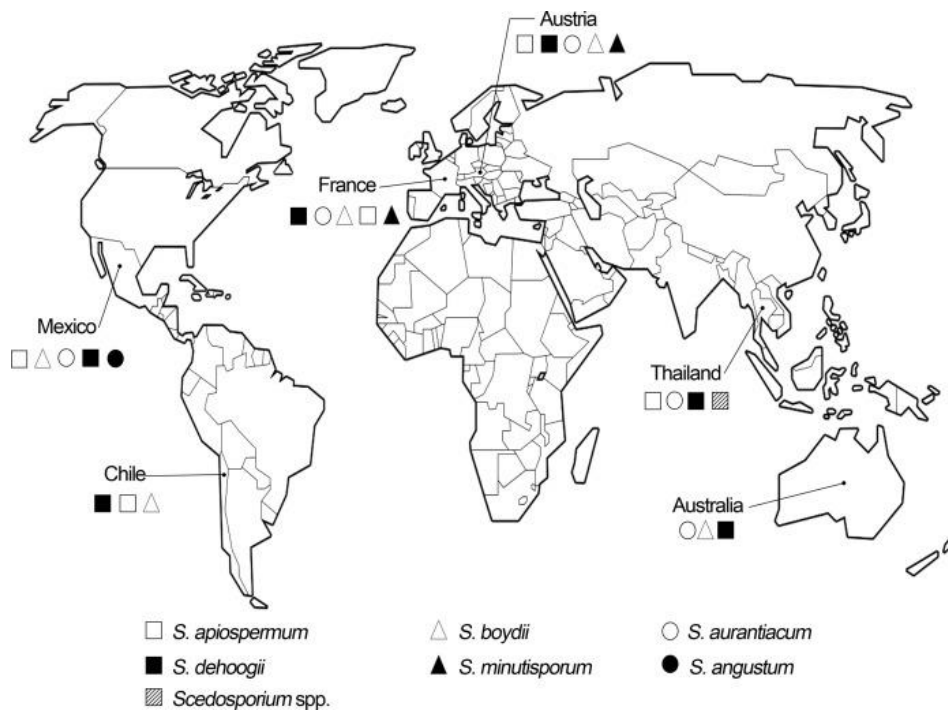 Austria
France
Mexico
Thailand
Chile
Australia
S. apiospermum
S. boydii
S. aurantiacum
S. dehoogii
S. minutisporum
S. angustum
Scedosporium spp.